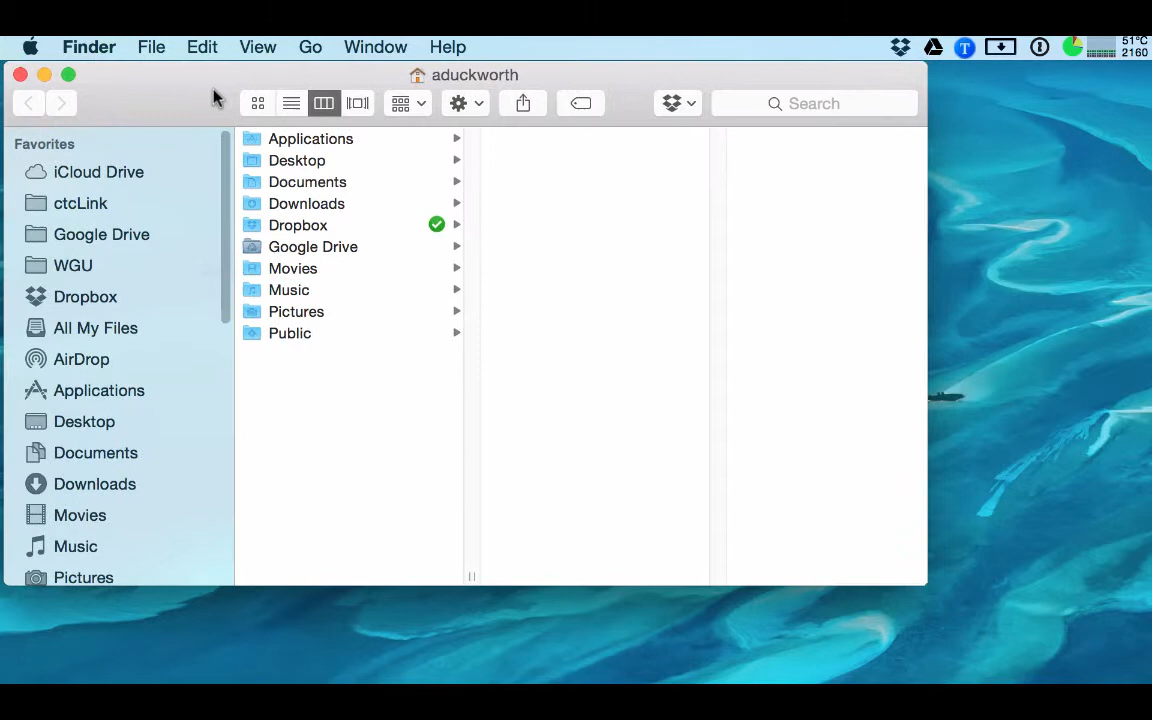 Finder File Edit View Go Window Help T 51°C
2160
aduckworth
Search
Favorites
iCloud Drive
ctcLink
Google Drive
WGU
Dropbox
All My Files
AirDrop
Applications
Desktop
Documents
Downloads
Movies
Music
Pictures
Applications
Desktop
Documents
Downloads
Dropbox
Google Drive
Movies
Music
Pictures
Public